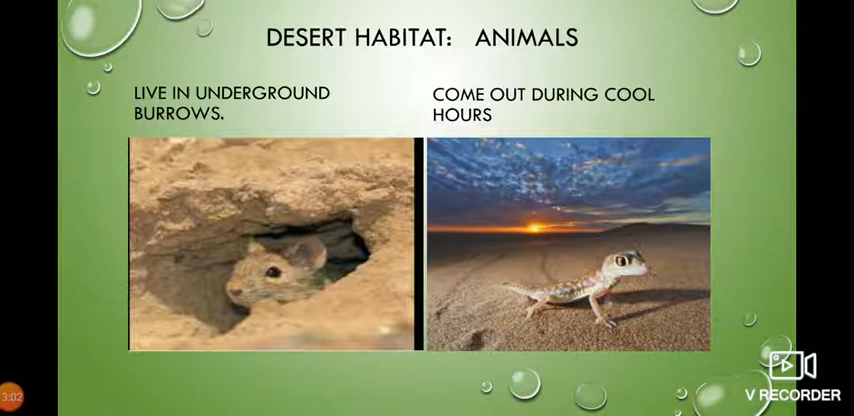 DESERT HABITAT: ANIMALS
LIVE IN UNDERGROUND
BURROWS.
COME OUT DURING COOL
HOURS
3:02
V RECORDER